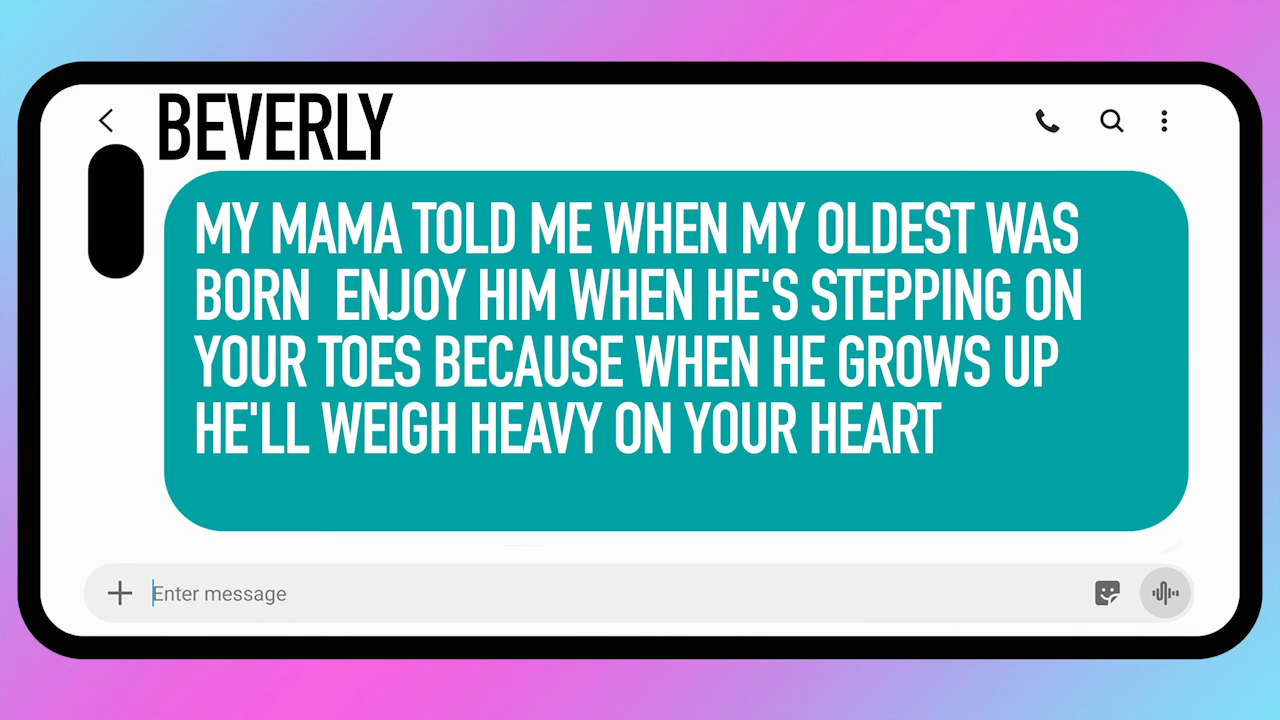 BEVERLY
MY MAMA TOLD ME WHEN MY OLDEST WAS
BORN  ENJOY HIM WHEN HE'S STEPPING ON
YOUR TOES BECAUSE WHEN HE GROWS UP
HE'LL WEIGH HEAVY ON YOUR HEART
Enter message